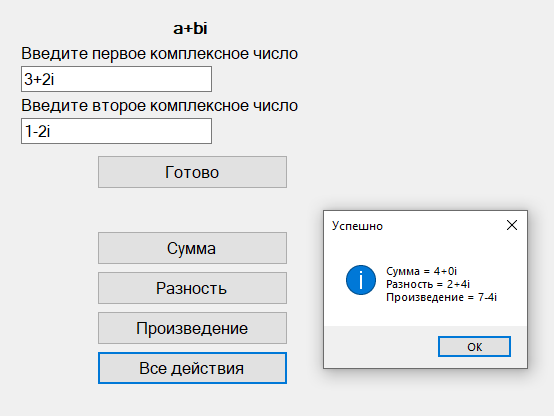 a+bi
Введите первое комплексное число
3+2i
Введите второе комплексное число
1-2i
Готово
Сумма
Разность
Произведение
Все действия
Успешно
Сумма = 4+0i
Разность = 2+4i
Произведение = 7-4i
OK